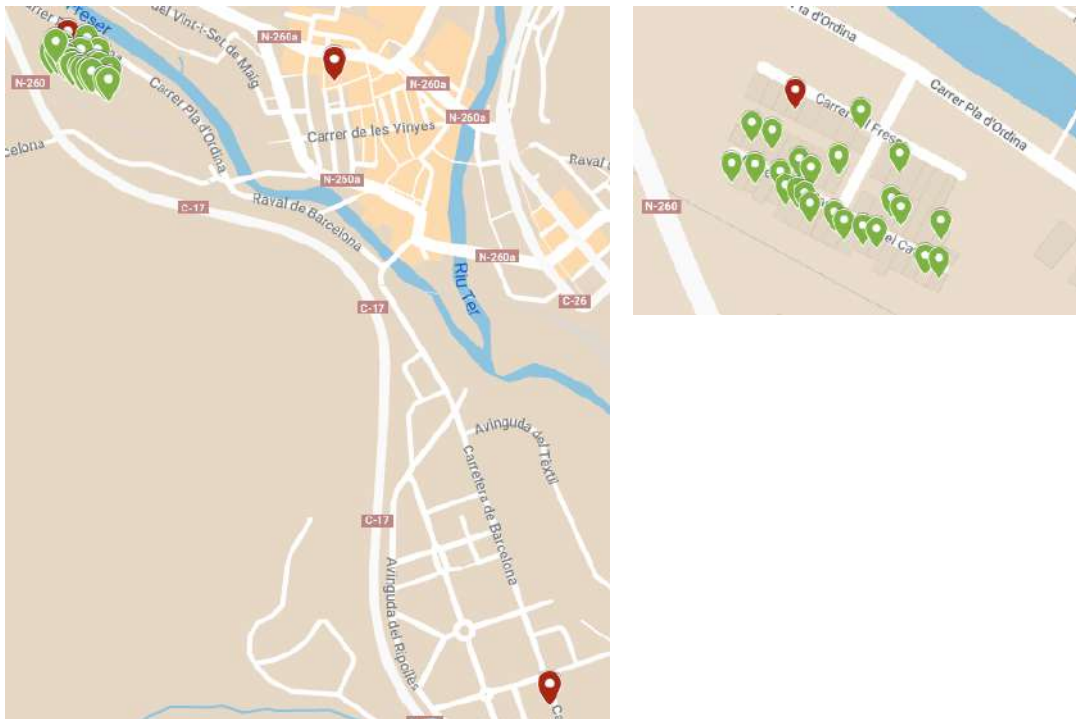 Freser
Carrer
del Vint-i-Set de Maig
N-260a
N-260
Carrer Pla d'Ordina
N-260a
N-260a
Carrer de les Vinyes
Raval
N-260a
C-17
Raval de Barcelona
N-260a
Riu Ter
C-26
C-17
Avinguda del Tèxtil
Carretera de Barcelona
C-17
Avinguda del Ripollès
Pla d'Ordina
Carrer Pla d'Ordina
Carrer
Freser
N-260
del